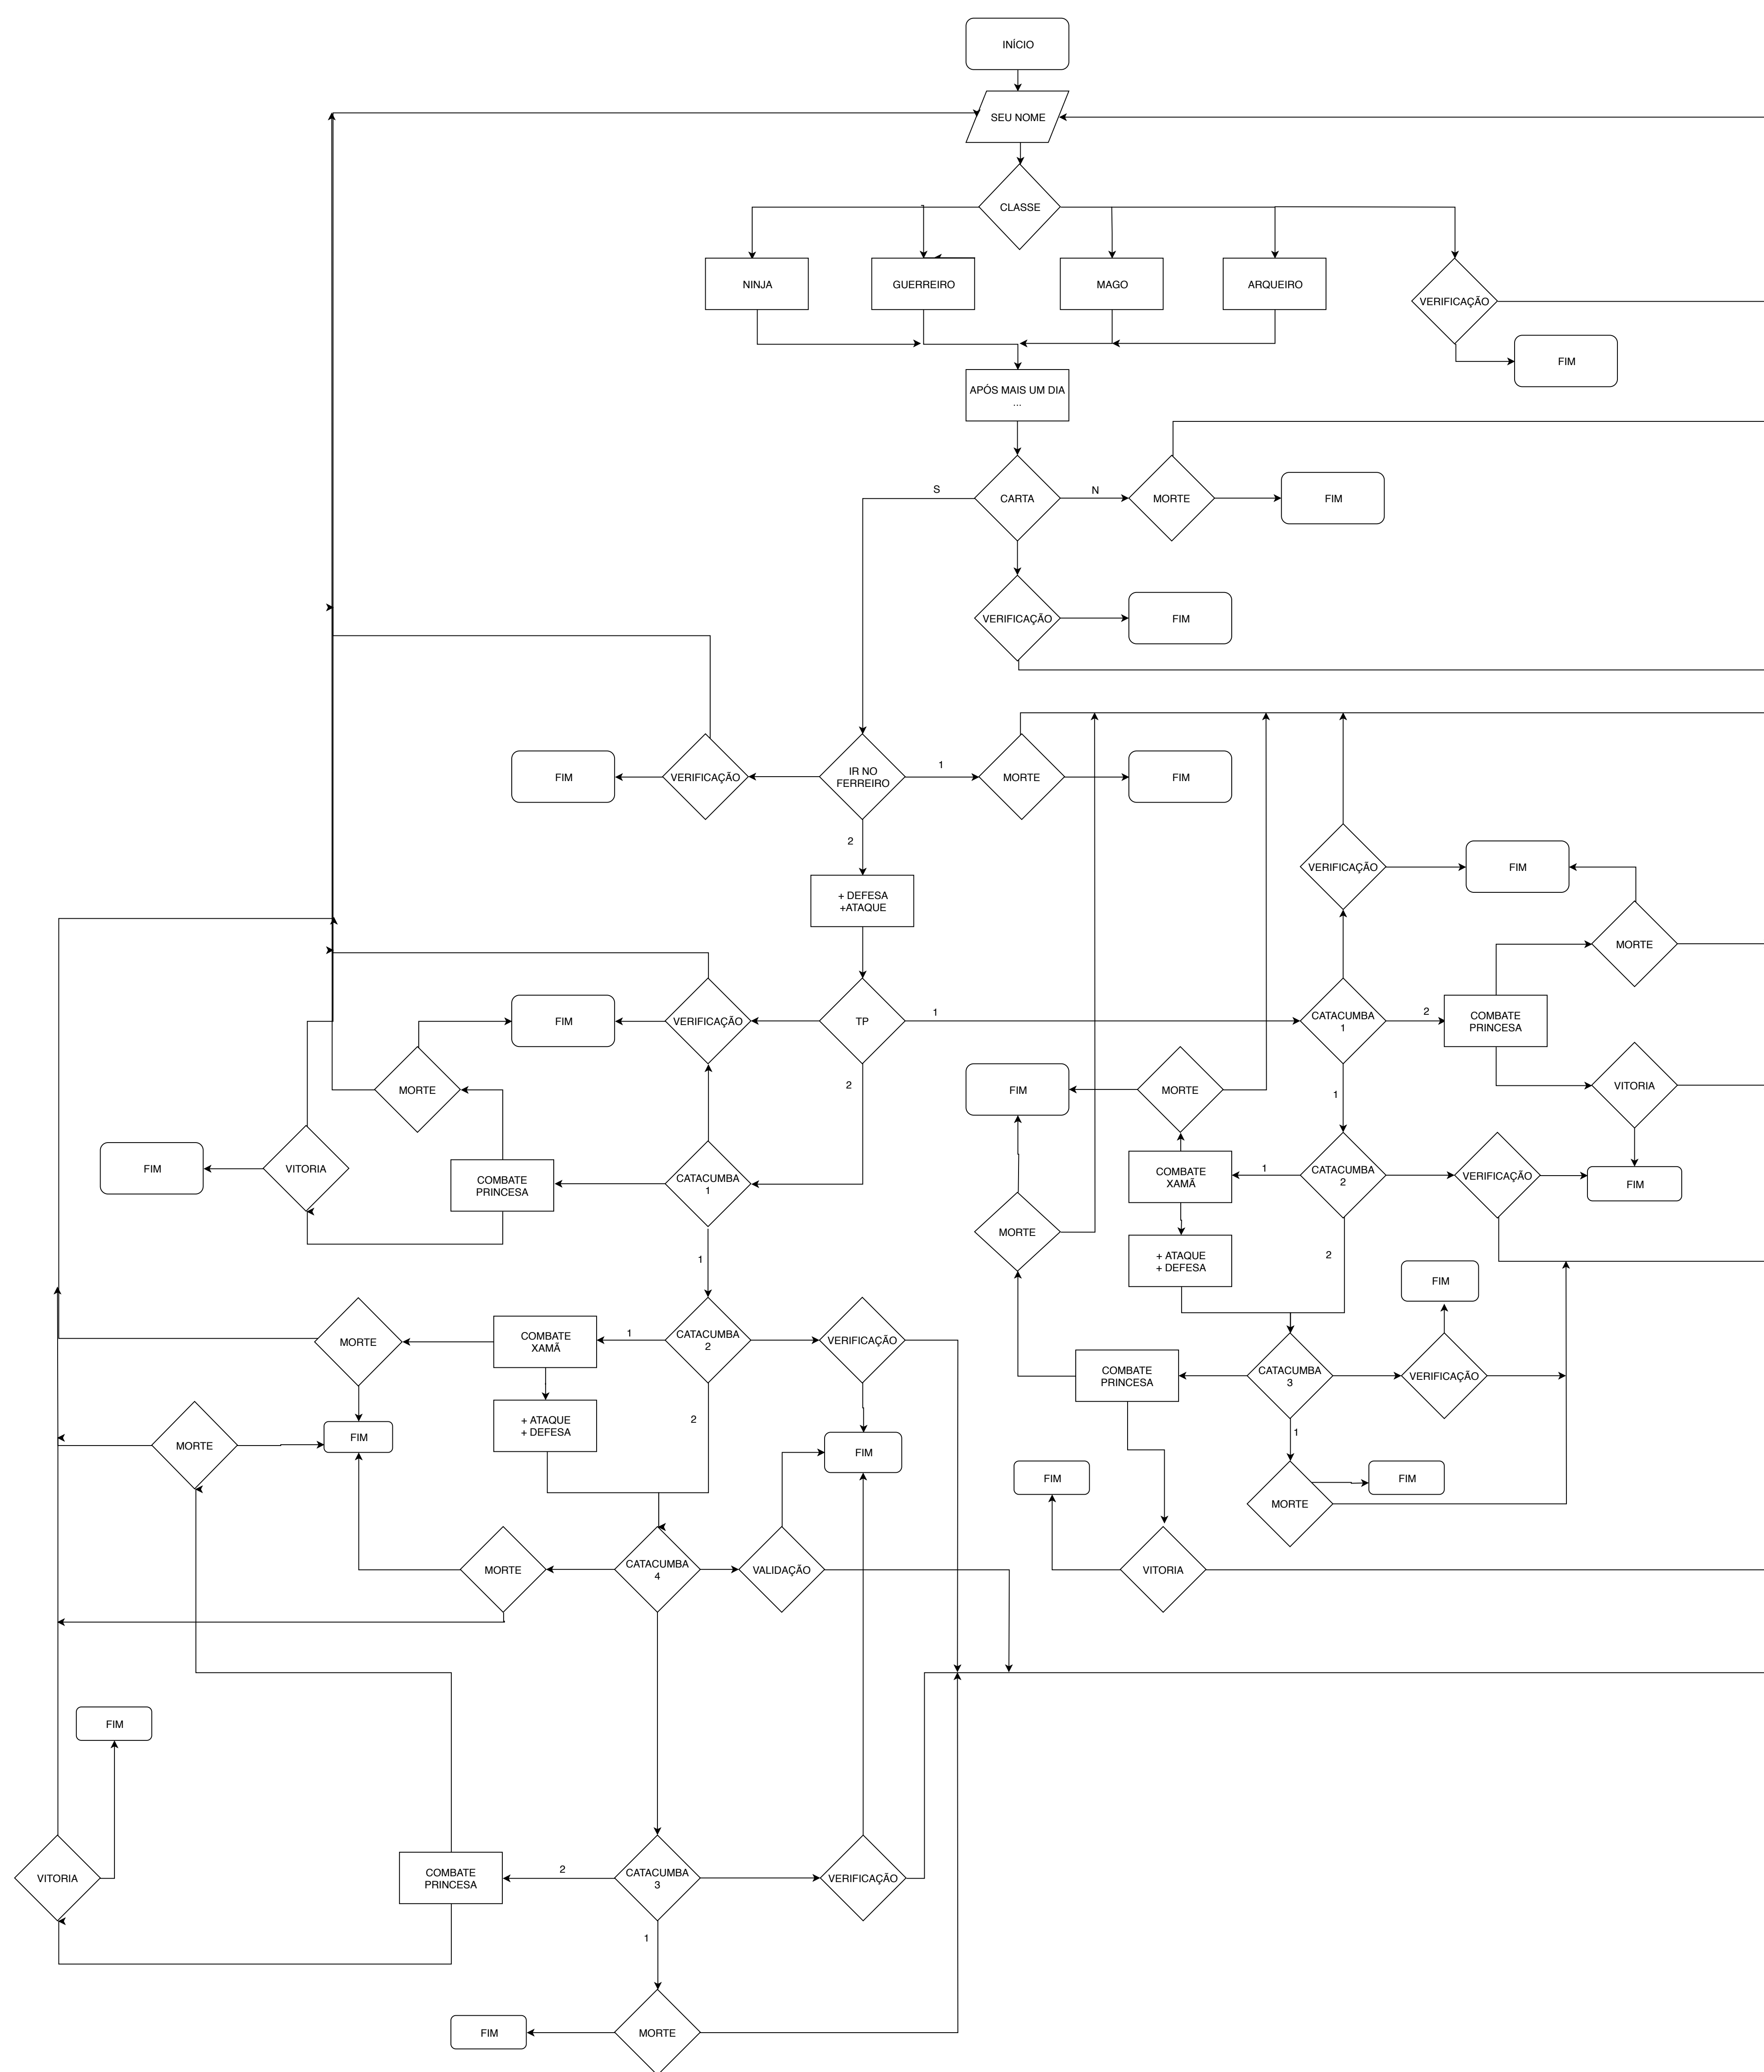 INÍCIO
SEU NOME
CLASSE
NINJA
GUERREIRO
MAGO
ARQUEIRO
VERIFICAÇÃO
FIM
APÓS MAIS UM DIA
...
S
CARTA
N
MORTE
FIM
VERIFICAÇÃO
FIM
FIM
VERIFICAÇÃO
IR NO
FERREIRO
1
MORTE
FIM
2
+ DEFESA
+ATAQUE
VERIFICAÇÃO
FIM
MORTE
FIM
VERIFICAÇÃO
TP
1
CATACUMBA
1
2
COMBATE
PRINCESA
MORTE
2
FIM
MORTE
1
VITORIA
FIM
VITORIA
COMBATE
PRINCESA
CATACUMBA
1
COMBATE
XAMÃ
1
CATACUMBA
2
VERIFICAÇÃO
FIM
MORTE
1
+ ATAQUE
+ DEFESA
2
FIM
MORTE
COMBATE
XAMÃ
1
CATACUMBA
2
VERIFICAÇÃO
COMBATE
PRINCESA
CATACUMBA
3
VERIFICAÇÃO
MORTE
FIM
+ ATAQUE
+ DEFESA
2
FIM
1
FIM
MORTE
FIM
MORTE
CATACUMBA
4
VALIDAÇÃO
VITORIA
FIM
VITORIA
COMBATE
PRINCESA
2
CATACUMBA
3
VERIFICAÇÃO
1
FIM
MORTE